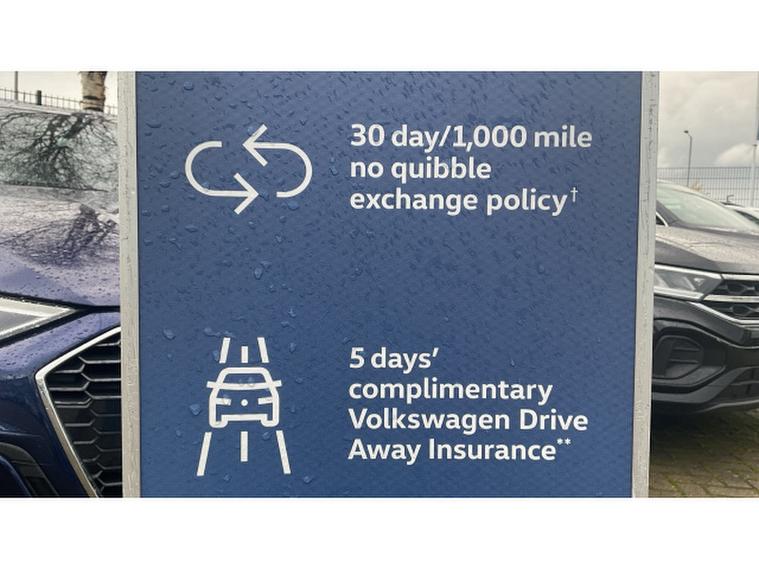 30 day/1,000 mile
no quibble
exchange policy†
5 days’
complimentary
Volkswagen Drive
Away Insurance**